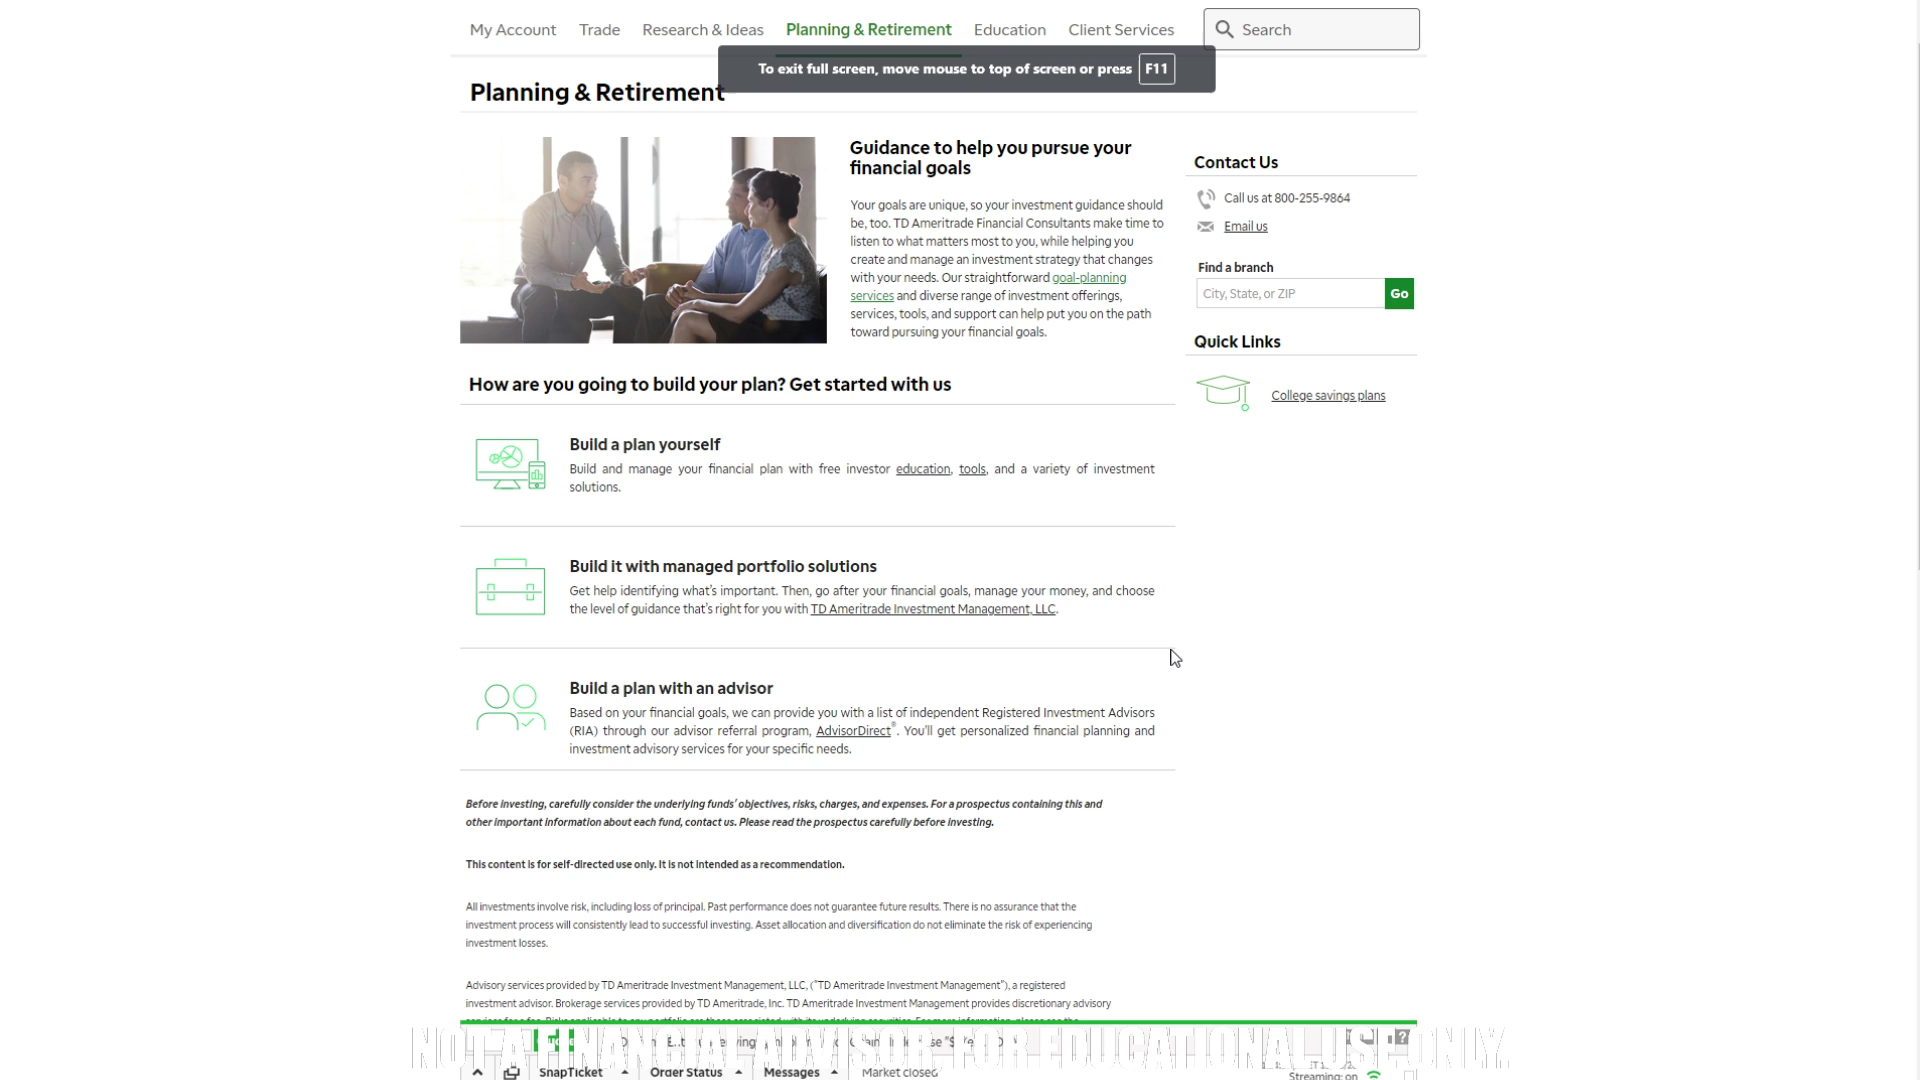 My Account Trade Research & Ideas Planning & Retirement Education Client Services Search
To exit full screen, move mouse to top of screen or press F11
Planning & Retirement
Guidance to help you pursue your
financial goals
Your goals are unique, so your investment guidance should
be, too. TD Ameritrade Financial Consultants make time to
listen to what matters most to you, while helping you
create and manage an investment strategy that changes
with your needs. Our straightforward goal-planning
services and diverse range of investment offerings,
services, tools, and support can help put you on the path
toward pursuing your financial goals.
Contact Us
Call us at 800-255-9864
Email us
Find a branch
City, State, or ZIP Go
Quick Links
College savings plans
How are you going to build your plan? Get started with us
Build a plan yourself
Build and manage your financial plan with free investor education, tools, and a variety of investment
solutions.
Build it with managed portfolio solutions
Get help identifying what's important. Then, go after your financial goals, manage your money, and choose
the level of guidance that's right for you with TD Ameritrade Investment Management, LLC.
Build a plan with an advisor
Based on your financial goals, we can provide you with a list of independent Registered Investment Advisors
(RIA) through our advisor referral program, AdvisorDirect®. You'll get personalized financial planning and
investment advisory services for your specific needs.
Before investing, carefully consider the underlying funds' objectives, risks, charges, and expenses. For a prospectus containing this and
other important information about each fund, contact us. Please read the prospectus carefully before investing.
This content is for self-directed use only. It is not intended as a recommendation.
All investments involve risk, including loss of principal. Past performance does not guarantee future results. There is no assurance that the
investment process will consistently lead to successful investing. Asset allocation and diversification do not eliminate the risk of experiencing
investment losses.
Advisory services provided by TD Ameritrade Investment Management, LLC, ("TD Ameritrade Investment Management"), a registered
investment advisor. Brokerage services provided by TD Ameritrade, Inc. TD Ameritrade Investment Management provides discretionary advisory
NOT A FINANCIAL ADVISOR. FOR EDUCATIONAL USE ONLY.
SnapTicket Order Status Messages Market closed
Streaming: on